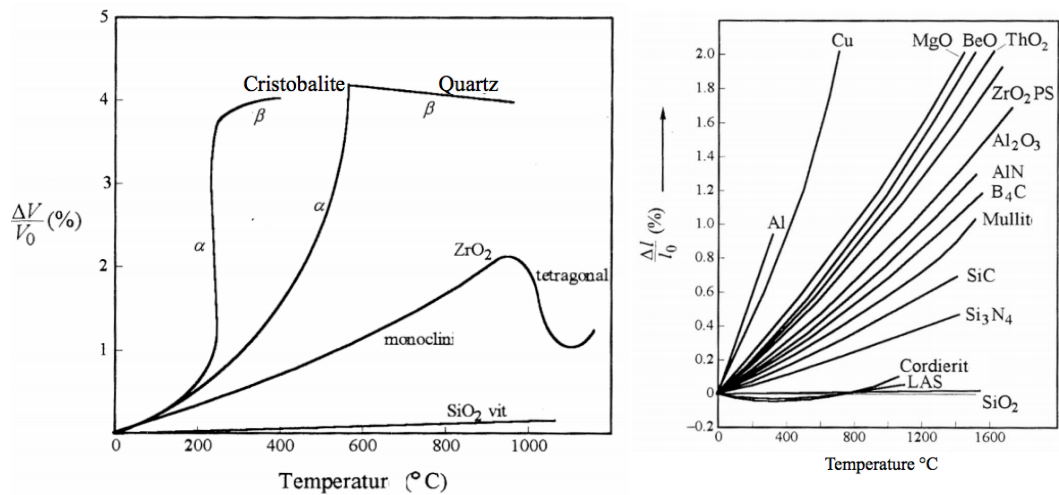 5
4
3
2
1
ΔV/V₀ (%)
Cristobalite
Quartz
β
β
α
α
ZrO₂
tetragonal
monoclini
SiO₂ vit
0
200
400
600
800
1000
Temperatur (°C)
2.0
1.8
1.6
1.4
1.2
1.0
0.8
0.6
0.4
0.2
0
−0.2
Δl/l₀ (%)
Cu
MgO
BeO
ThO₂
ZrO₂ PS
Al₂O₃
AlN
B₄C
Mullit
Al
SiC
Si₃N₄
Cordierit
LAS
SiO₂
0
400
800
1200
1600
Temperature °C